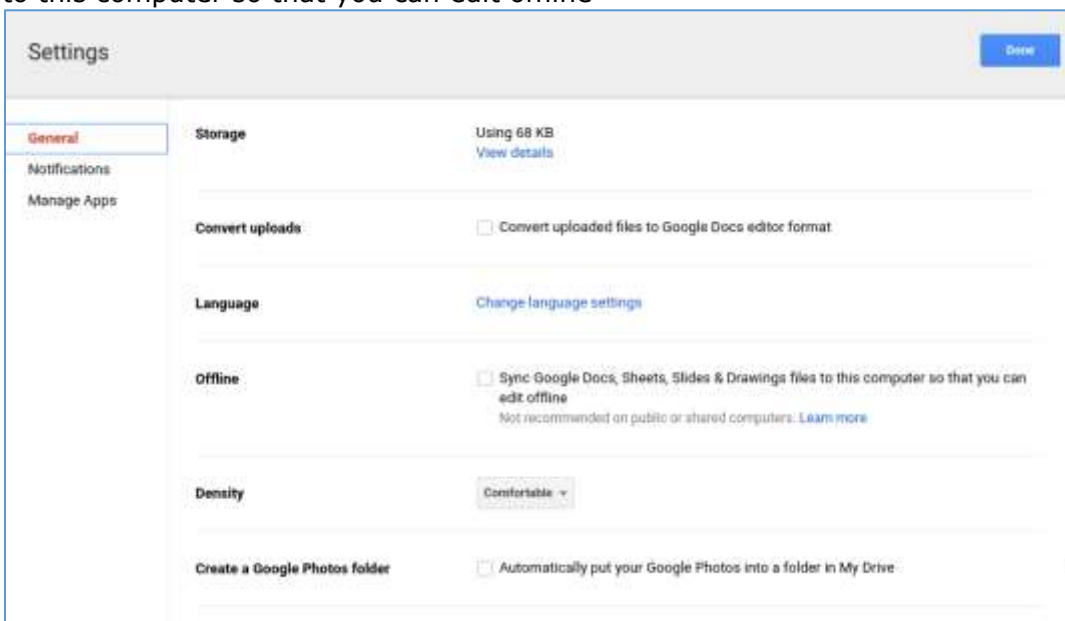 to this computer so that you can edit offline
Settings
Done
General
Notifications
Manage Apps
Storage
Using 68 KB
View details
Convert uploads
Convert uploaded files to Google Docs editor format
Language
Change language settings
Offline
Sync Google Docs, Sheets, Slides & Drawings files to this computer so that you can
edit offline
Not recommended on public or shared computers. Learn more
Density
Comfortable
Create a Google Photos folder
Automatically put your Google Photos into a folder in My Drive